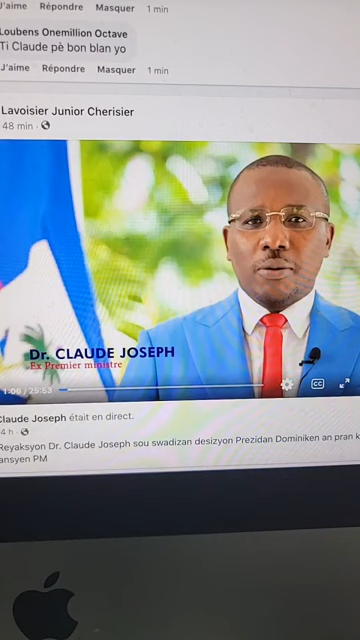 J'aime Répondre Masquer 1 min
Loubens Onemillion Octave
Ti Claude pè bon blan yo
J'aime Répondre Masquer 1 min
Lavoisier Junior Cherisier
48 min ·
Dr. CLAUDE JOSEPH
Ex Premier ministre
1:06 / 25:53
CC
Claude Joseph était en direct.
4 h ·
Reyaksyon Dr. Claude Joseph sou swadizan desizyon Prezidan Dominiken an pran k
ansyen PM